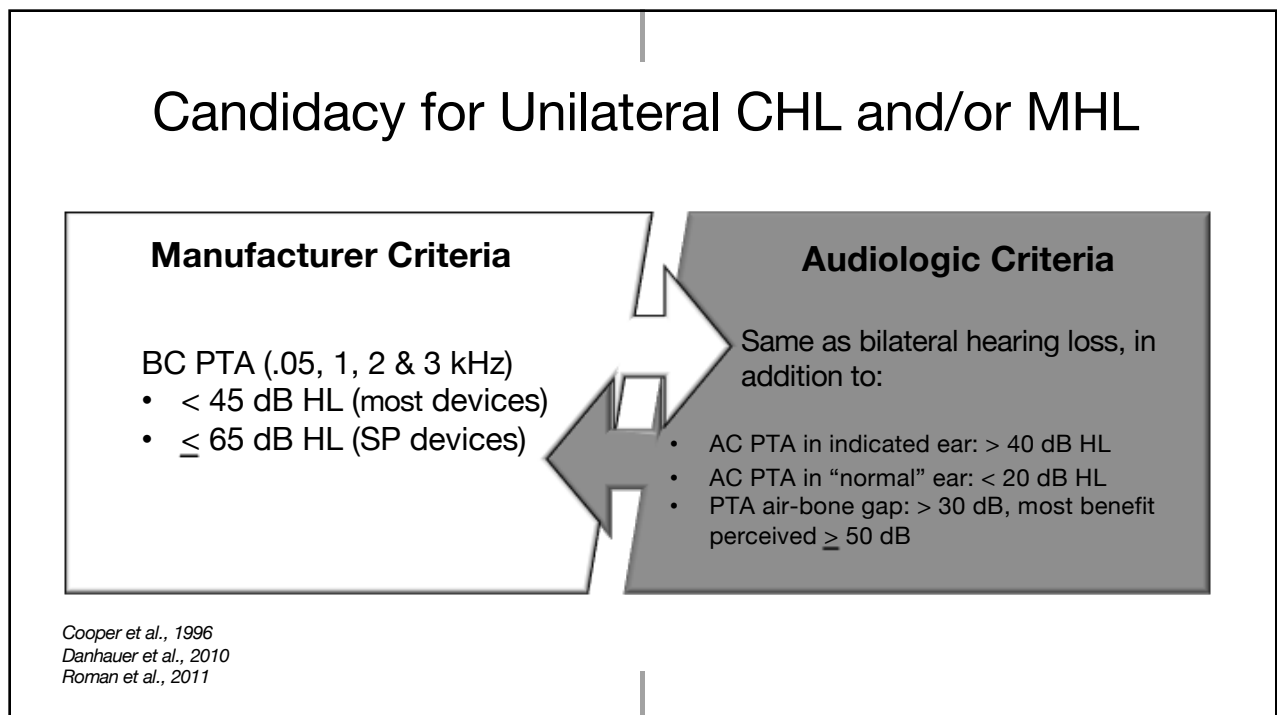 Candidacy for Unilateral CHL and/or MHL
Manufacturer Criteria
BC PTA (.05, 1, 2 & 3 kHz)
• < 45 dB HL (most devices)
• ≤ 65 dB HL (SP devices)
Audiologic Criteria
Same as bilateral hearing loss, in
addition to:
• AC PTA in indicated ear: > 40 dB HL
• AC PTA in “normal” ear: < 20 dB HL
• PTA air-bone gap: > 30 dB, most benefit
perceived ≥ 50 dB
Cooper et al., 1996
Danhauer et al., 2010
Roman et al., 2011